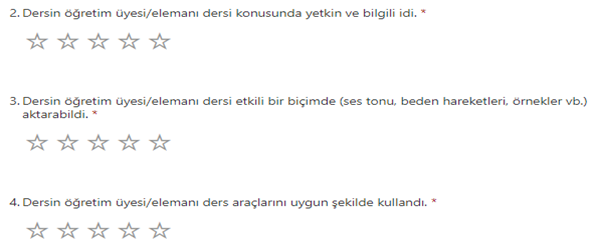 2. Dersin öğretim üyesi/elemanı dersi konusunda yetkin ve bilgili idi. *
3. Dersin öğretim üyesi/elemanı dersi etkili bir biçimde (ses tonu, beden hareketleri, örnekler vb.)
aktarabildi. *
4. Dersin öğretim üyesi/elemanı ders araçlarını uygun şekilde kullandı. *